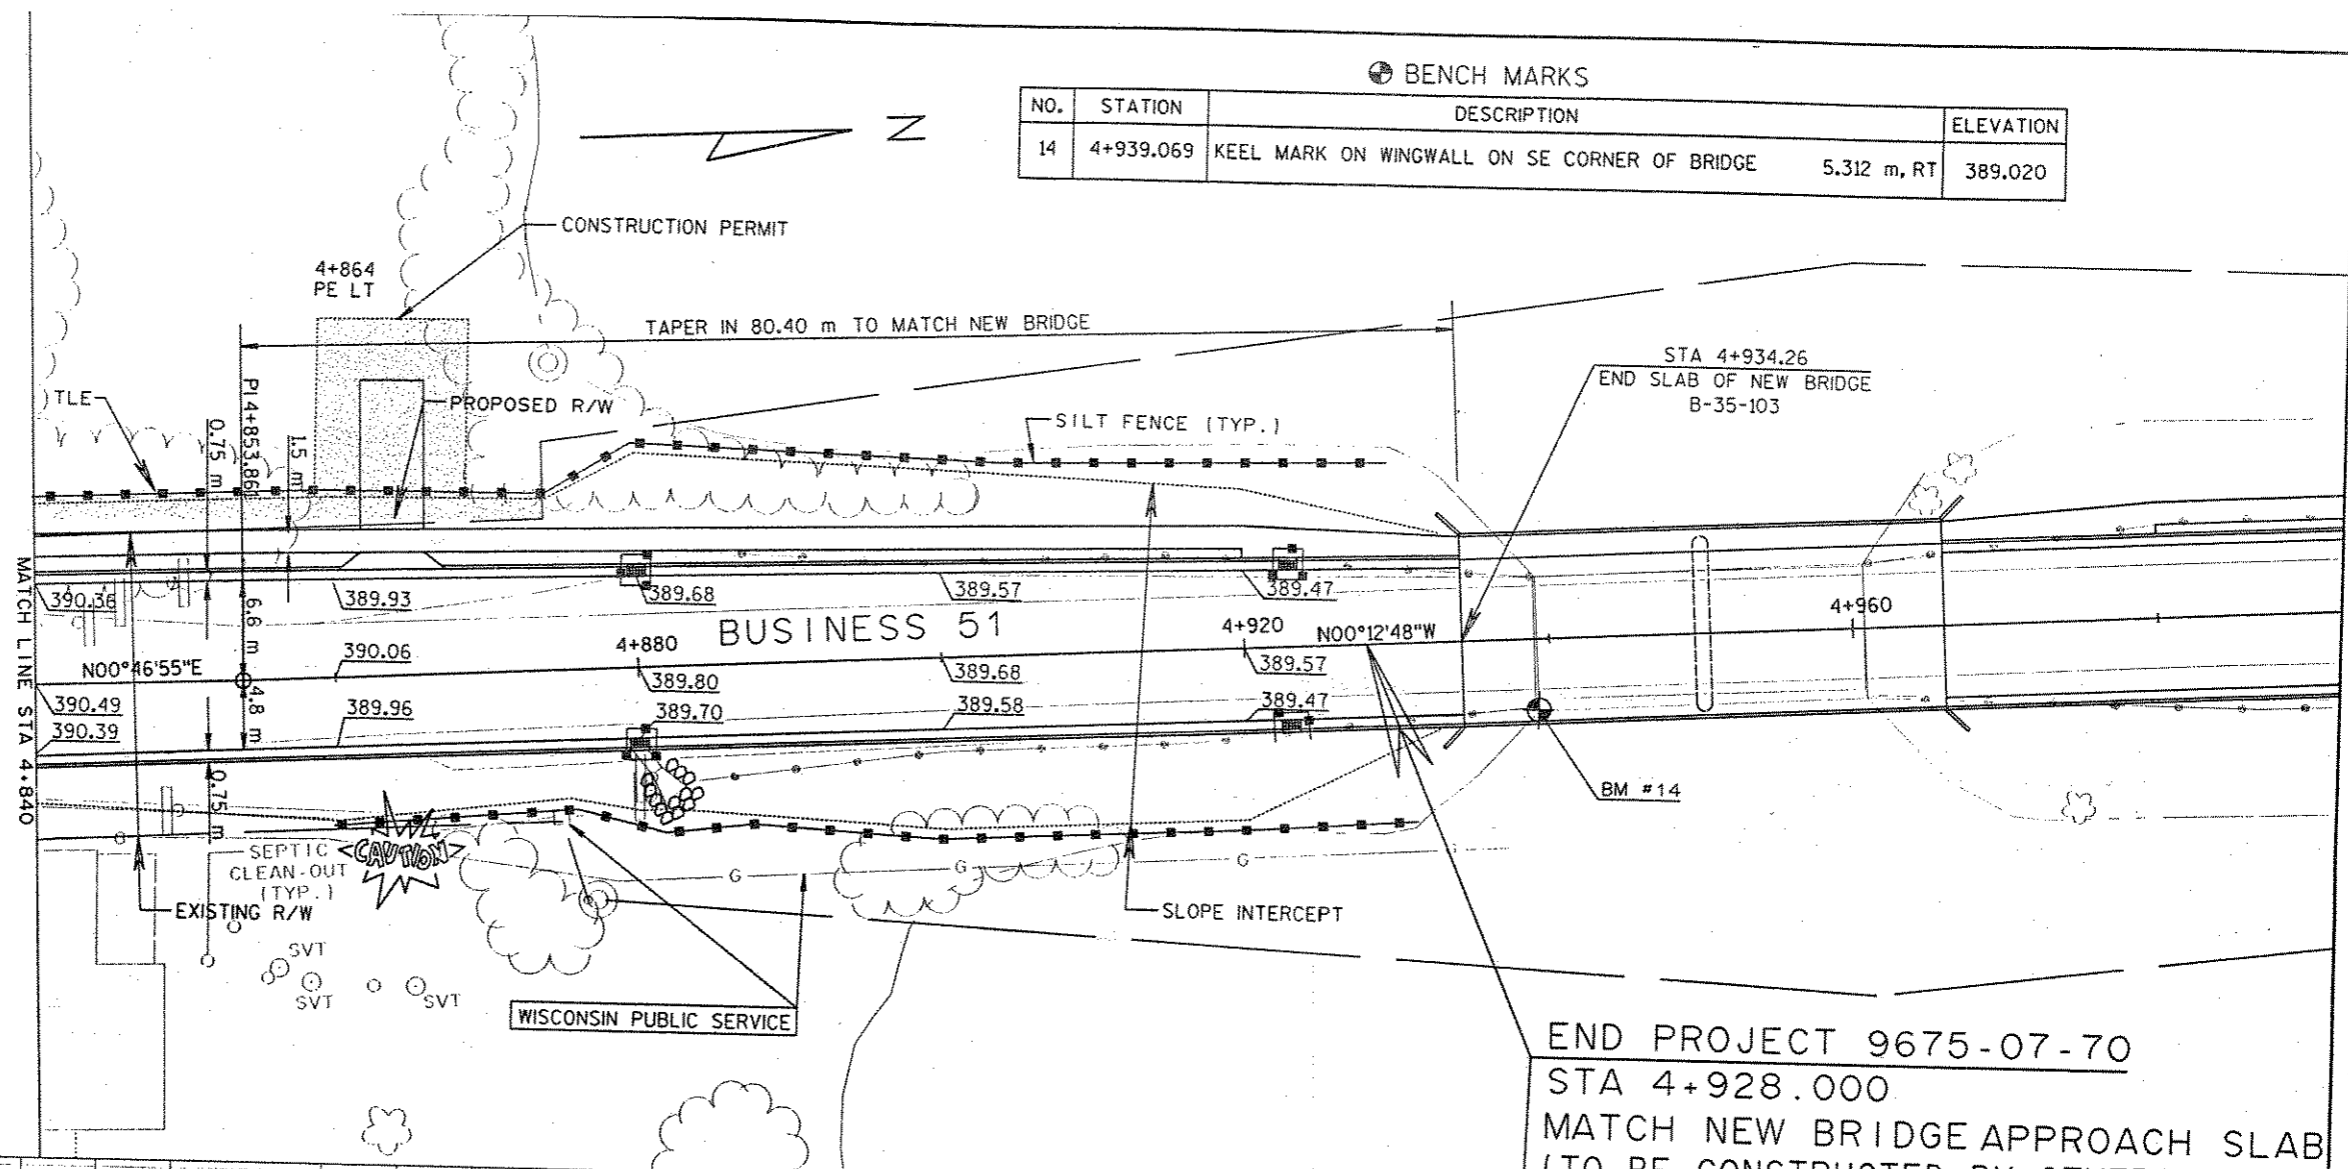 BENCH MARKS
NO. STATION DESCRIPTION ELEVATION
14 4+939.069 KEEL MARK ON WINGWALL ON SE CORNER OF BRIDGE 5.312 m, RT 389.020
N
CONSTRUCTION PERMIT
4+864
PE LT
TAPER IN 80.40 m TO MATCH NEW BRIDGE
STA 4+934.26
END SLAB OF NEW BRIDGE
B-35-103
TLE
PROPOSED R/W
SILT FENCE (TYP.)
0.75 m
PI 4+853.861
1.5 m
MATCH LINE STA 4+840
390.36
389.93
389.68
389.57
389.47
6.6 m
BUSINESS 51
4+960
4+880
4+920
N00°12'48"W
N00°46'55"E
390.06
389.80
389.68
389.57
390.49
390.39
389.96
389.70
389.58
389.47
4.8 m
0.75 m
BM #14
SEPTIC
CLEAN-OUT
(TYP.)
<CAUTION>
G
G
G
G
EXISTING R/W
SLOPE INTERCEPT
SVT
SVT
SVT
WISCONSIN PUBLIC SERVICE
END PROJECT 9675-07-70
STA 4+928.000
MATCH NEW BRIDGE APPROACH SLAB
(TO BE CONSTRUCTED BY